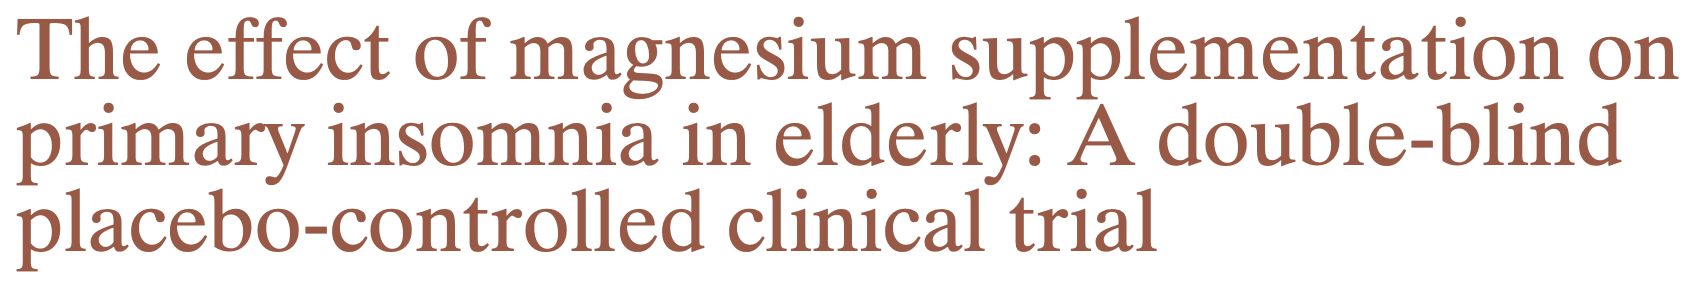 The effect of magnesium supplementation on
primary insomnia in elderly: A double-blind
placebo-controlled clinical trial